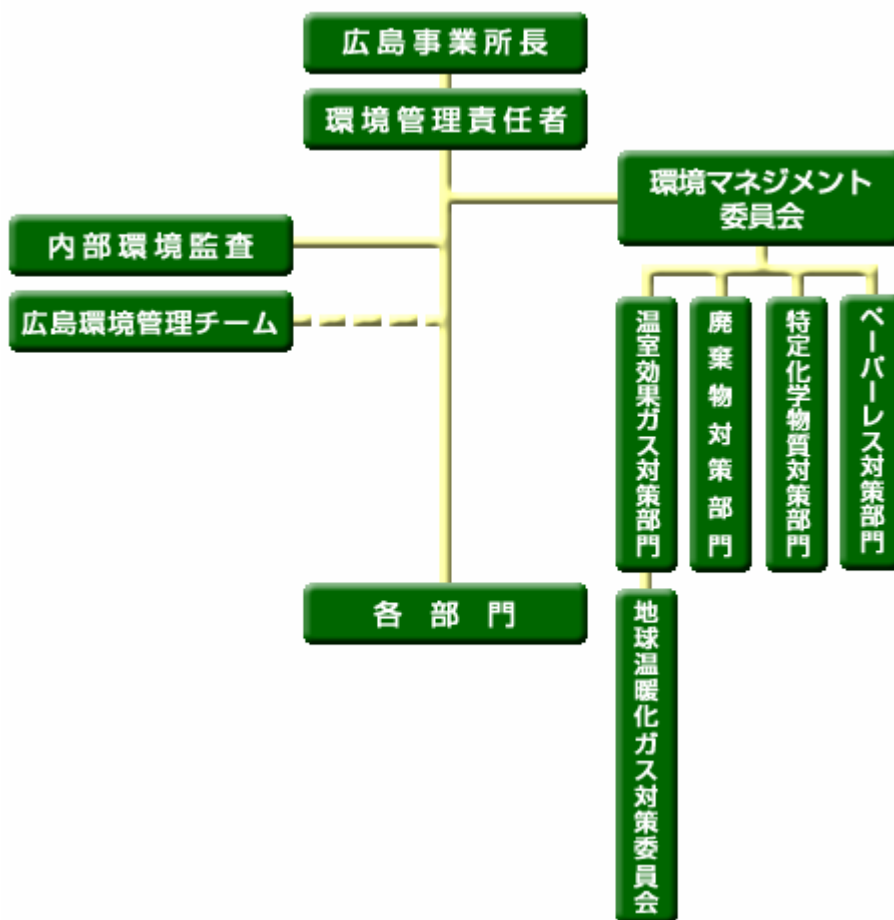 広島事業所長
環境管理責任者
環境マネジメント
委員会
内部環境監査
広島環境管理チーム
温室効果ガス対策部門
廃棄物対策部門
特定化学物質対策部門
ペーパーレス対策部門
各部門
地球温暖化ガス対策委員会